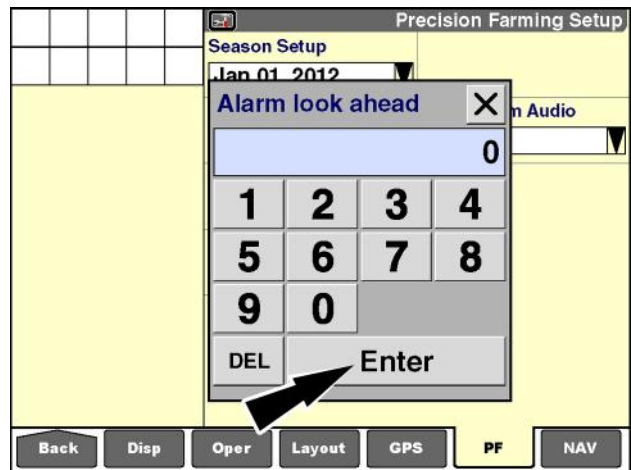 Precision Farming Setup
Season Setup
Jan 01 2012
Alarm look ahead
Audio
0
1 2 3 4
5 6 7 8
9 0
DEL Enter
Back Disp Oper Layout GPS PF NAV